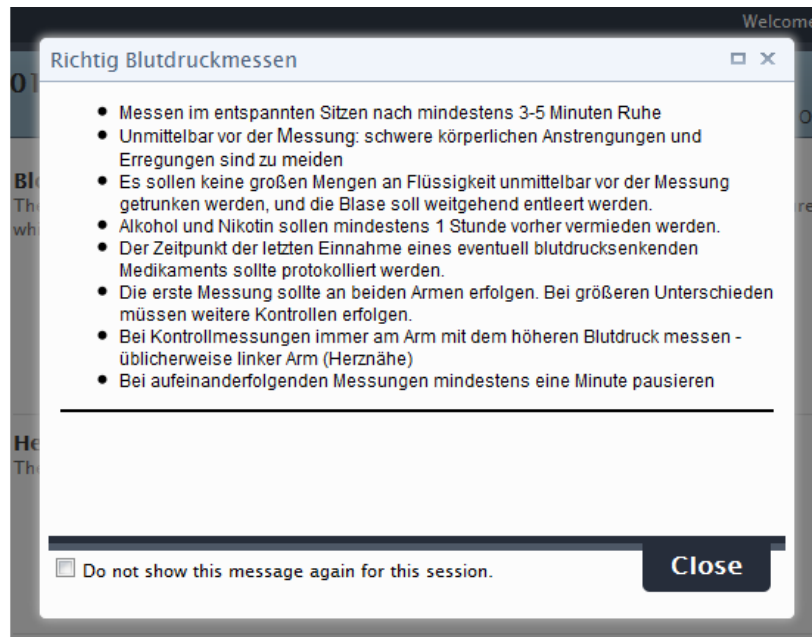 Welcome
Richtig Blutdruckmessen
Messen im entspannten Sitzen nach mindestens 3-5 Minuten Ruhe
Unmittelbar vor der Messung: schwere körperlichen Anstrengungen und
Erregungen sind zu meiden
Es sollen keine großen Mengen an Flüssigkeit unmittelbar vor der Messung
getrunken werden, und die Blase soll weitgehend entleert werden.
Alkohol und Nikotin sollen mindestens 1 Stunde vorher vermieden werden.
Der Zeitpunkt der letzten Einnahme eines eventuell blutdrucksenkenden
Medikaments sollte protokolliert werden.
Die erste Messung sollte an beiden Armen erfolgen. Bei größeren Unterschieden
müssen weitere Kontrollen erfolgen.
Bei Kontrollmessungen immer am Arm mit dem höheren Blutdruck messen -
üblicherweise linker Arm (Herznähe)
Bei aufeinanderfolgenden Messungen mindestens eine Minute pausieren
Do not show this message again for this session.
Close